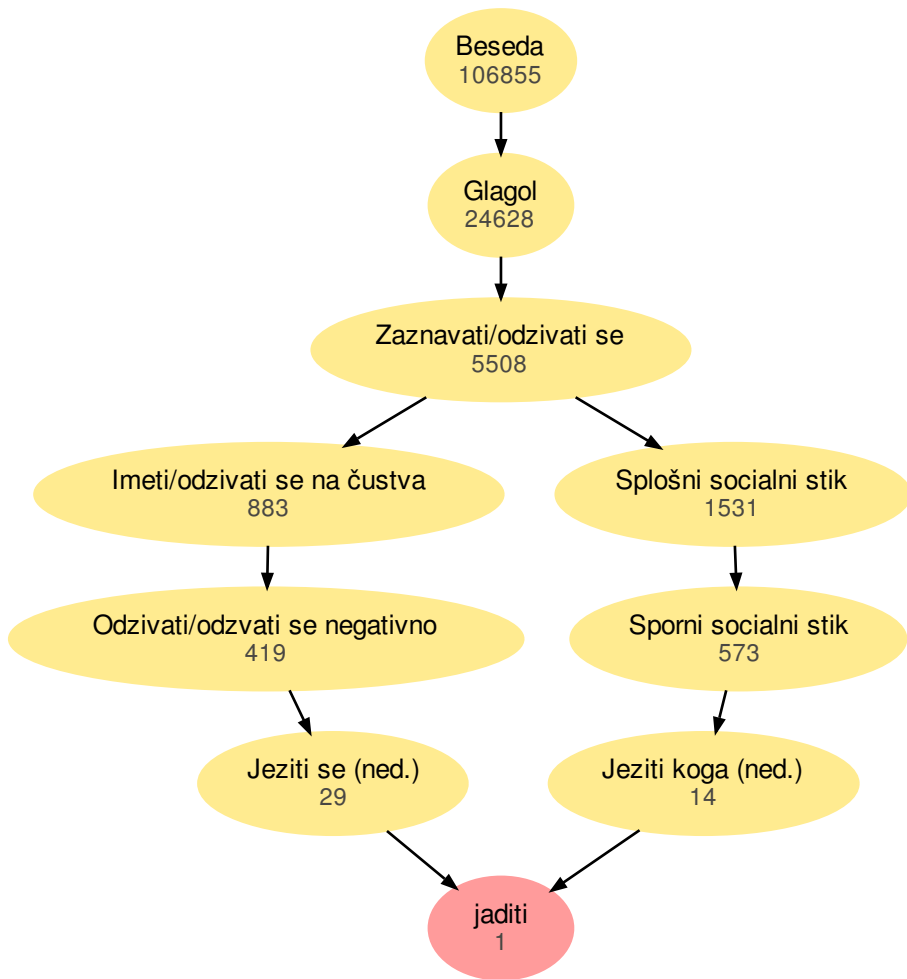 Beseda
106855
Glagol
24628
Zaznavati/odzivati se
5508
Imeti/odzivati se na čustva
883
Splošni socialni stik
1531
Odzivati/odzvati se negativno
419
Sporni socialni stik
573
Jeziti se (ned.)
29
Jeziti koga (ned.)
14
jaditi
1